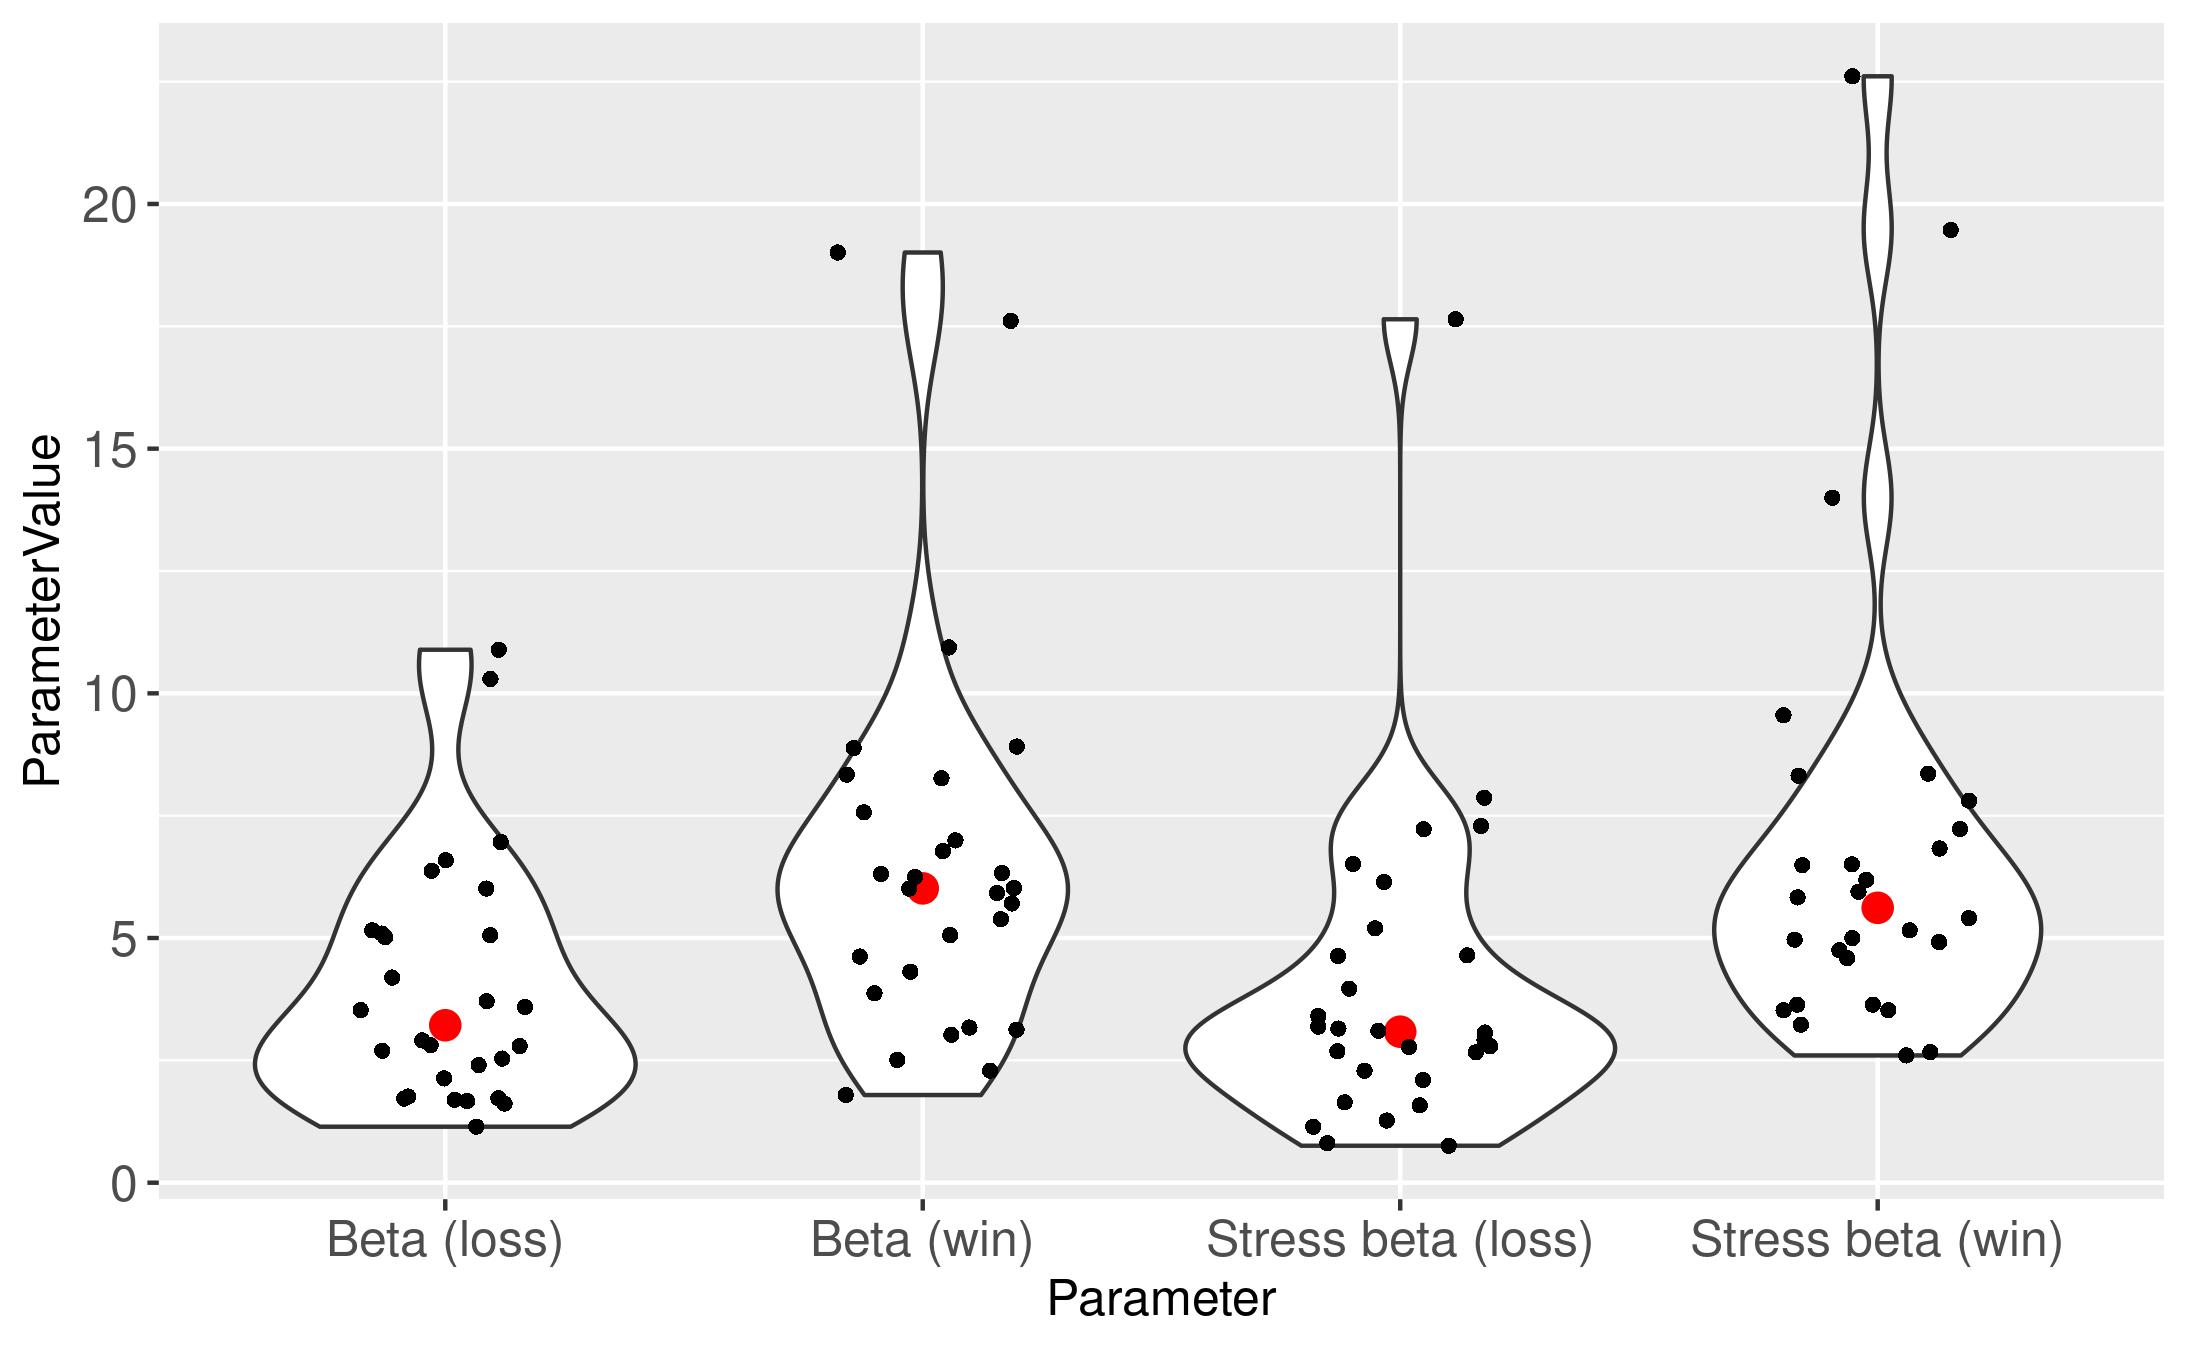 ParameterValue
20
15
10
5
0
Beta (loss) Beta (win) Stress beta (loss) Stress beta (win)
Parameter